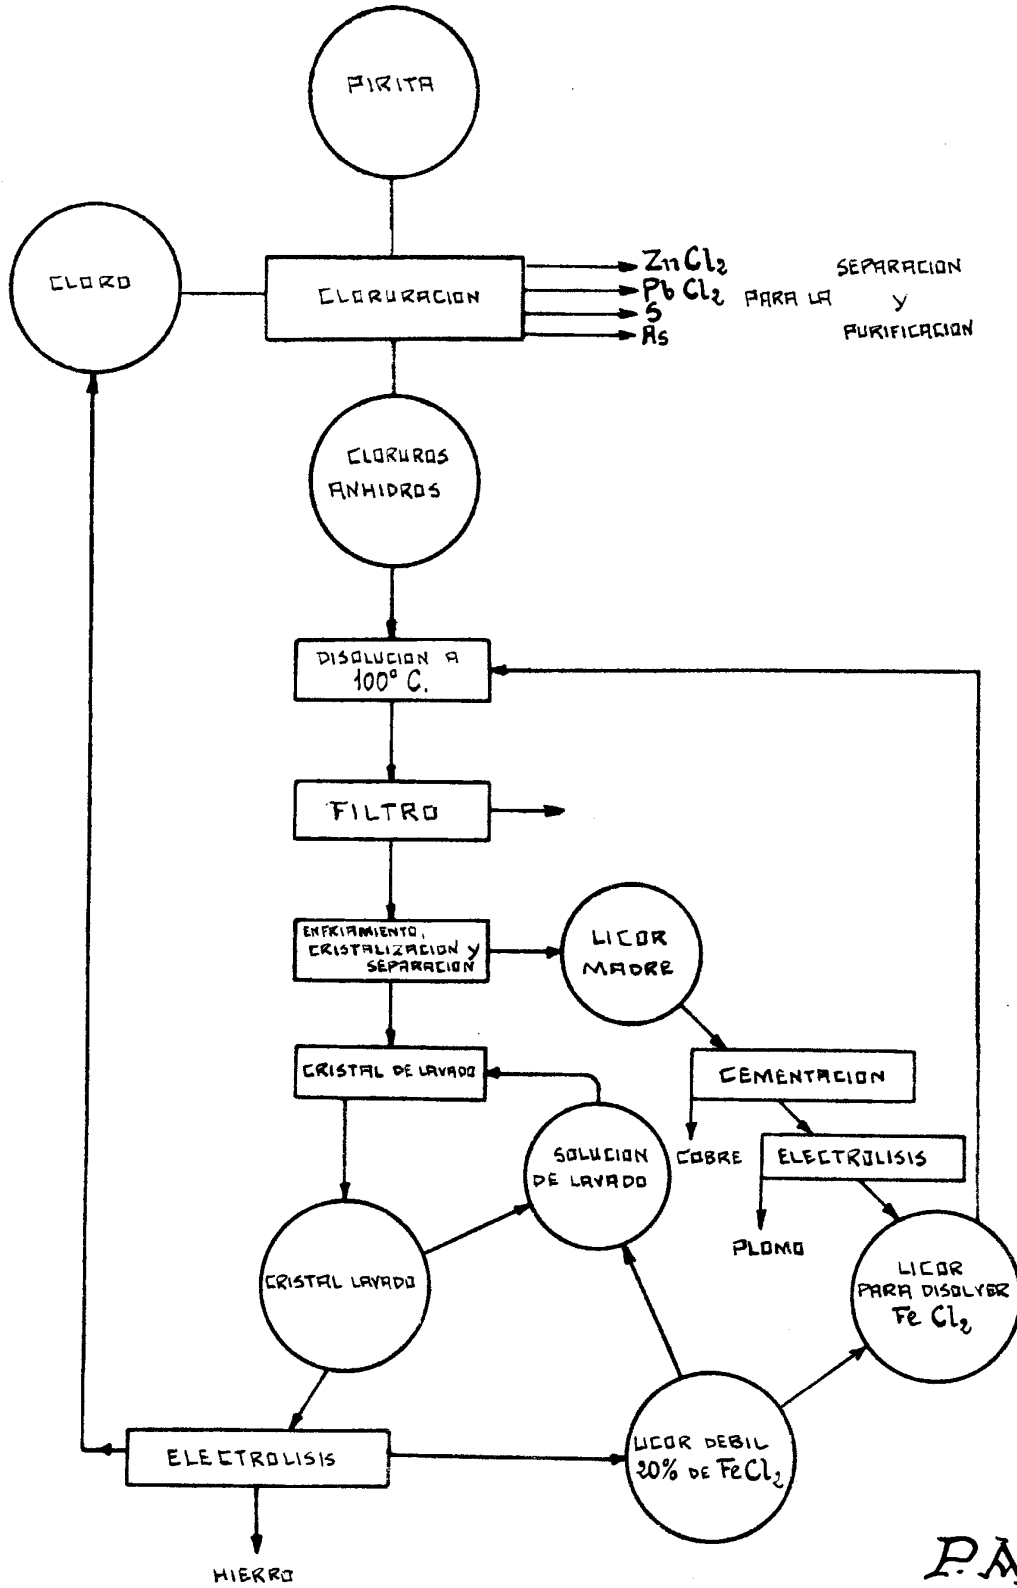 PIRITA
CLORO
CLORURACION
ZnCl2
PbCl2
S
As
PARA LA
SEPARACION
Y
PURIFICACION
CLORUROS
ANHIDROS
DISOLUCION A
100° C.
FILTRO
ENFRIAMIENTO,
CRISTALIZACION Y
SEPARACION
LICOR
MADRE
CRISTAL DE LAVADO
CEMENTACION
SOLUCION
DE LAVADO
COBRE
ELECTROLISIS
PLOMO
CRISTAL LAVADO
LICOR
PARA DISOLVER
Fe Cl2
ELECTROLISIS
LICOR DEBIL
20% DE FeCl2
HIERRO
P.A